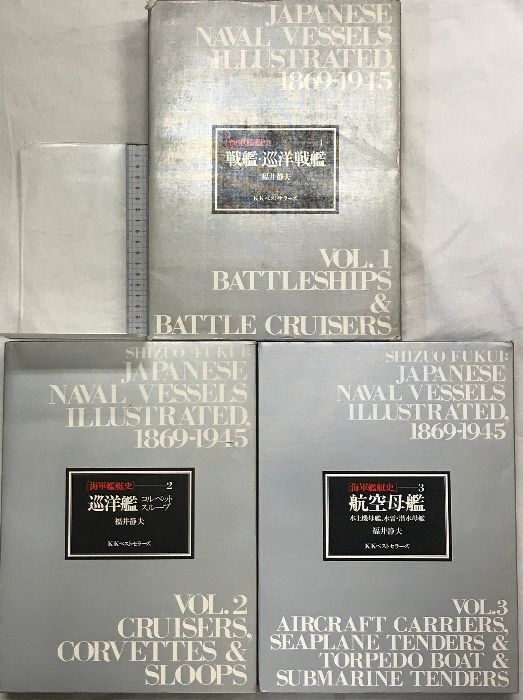 JAPANESE
NAVAL VESSELS
ILLUSTRATED,
1869-1945
[海軍艦艇史]——1
戦艦・巡洋戦艦
福井静夫
KKベストセラーズ
VOL.1
BATTLESHIPS
&
BATTLE CRUISERS
SHIZUO FUKUI:
JAPANESE
NAVAL VESSELS
ILLUSTRATED,
1869-1945
[海軍艦艇史]——2
巡洋艦 コルベット
スループ
福井静夫
KKベストセラーズ
VOL.2
CRUISERS,
CORVETTES &
SLOOPS
SHIZUO FUKUI:
JAPANESE
NAVAL VESSELS
ILLUSTRATED,
1869-1945
[海軍艦艇史]——3
航空母艦
水上機母艦,水雷・潜水母艦
福井静夫
KKベストセラーズ
VOL.3
AIRCRAFT CARRIERS,
SEAPLANE TENDERS &
TORPEDO BOAT &
SUBMARINE TENDERS